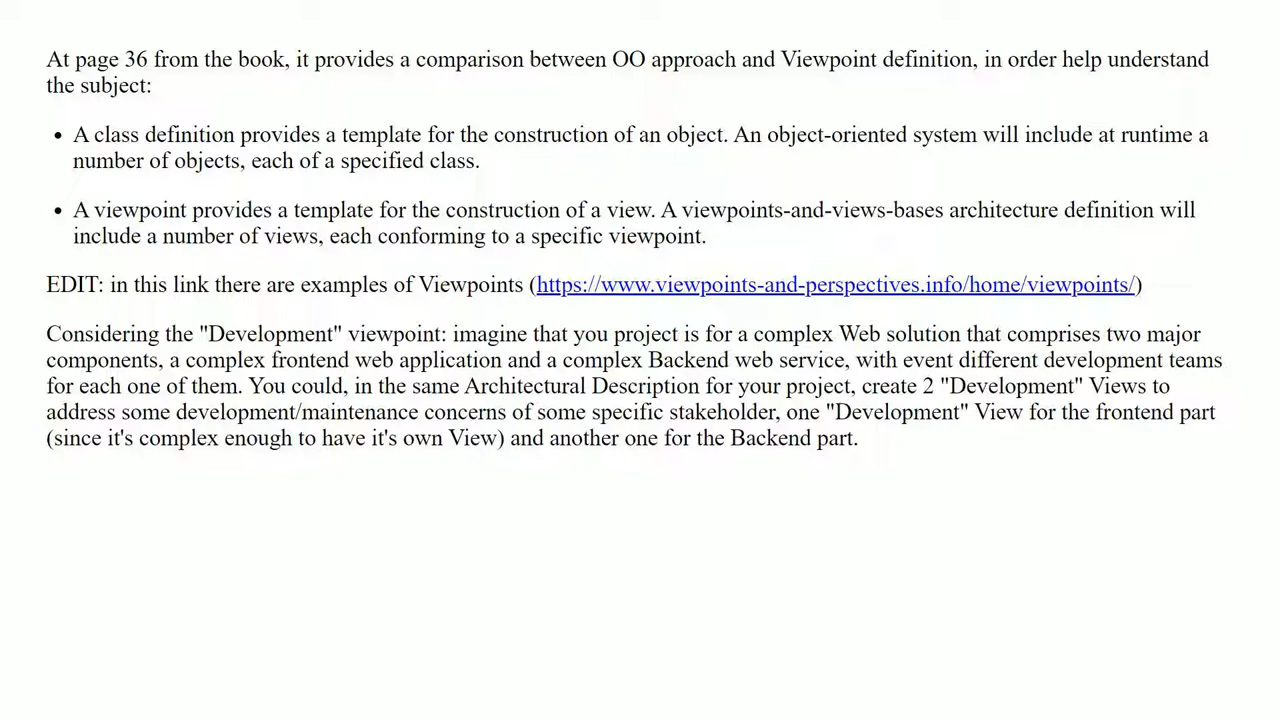 At page 36 from the book, it provides a comparison between OO approach and Viewpoint definition, in order help understand
the subject:
• A class definition provides a template for the construction of an object. An object-oriented system will include at runtime a
number of objects, each of a specified class.
• A viewpoint provides a template for the construction of a view. A viewpoints-and-views-bases architecture definition will
include a number of views, each conforming to a specific viewpoint.
EDIT: in this link there are examples of Viewpoints (https://www.viewpoints-and-perspectives.info/home/viewpoints/)
Considering the "Development" viewpoint: imagine that you project is for a complex Web solution that comprises two major
components, a complex frontend web application and a complex Backend web service, with event different development teams
for each one of them. You could, in the same Architectural Description for your project, create 2 "Development" Views to
address some development/maintenance concerns of some specific stakeholder, one "Development" View for the frontend part
(since it's complex enough to have it's own View) and another one for the Backend part.